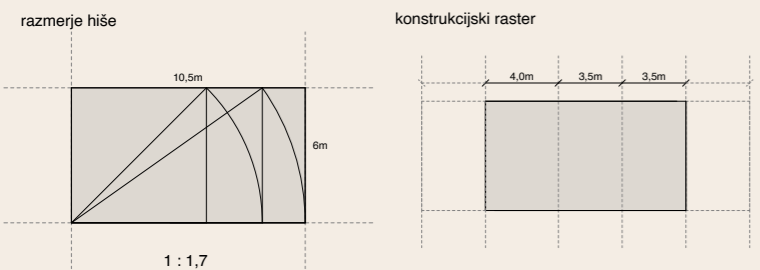 razmerje hiše
10,5m
6m
1 : 1,7
konstrukcijski raster
4,0m 3,5m 3,5m